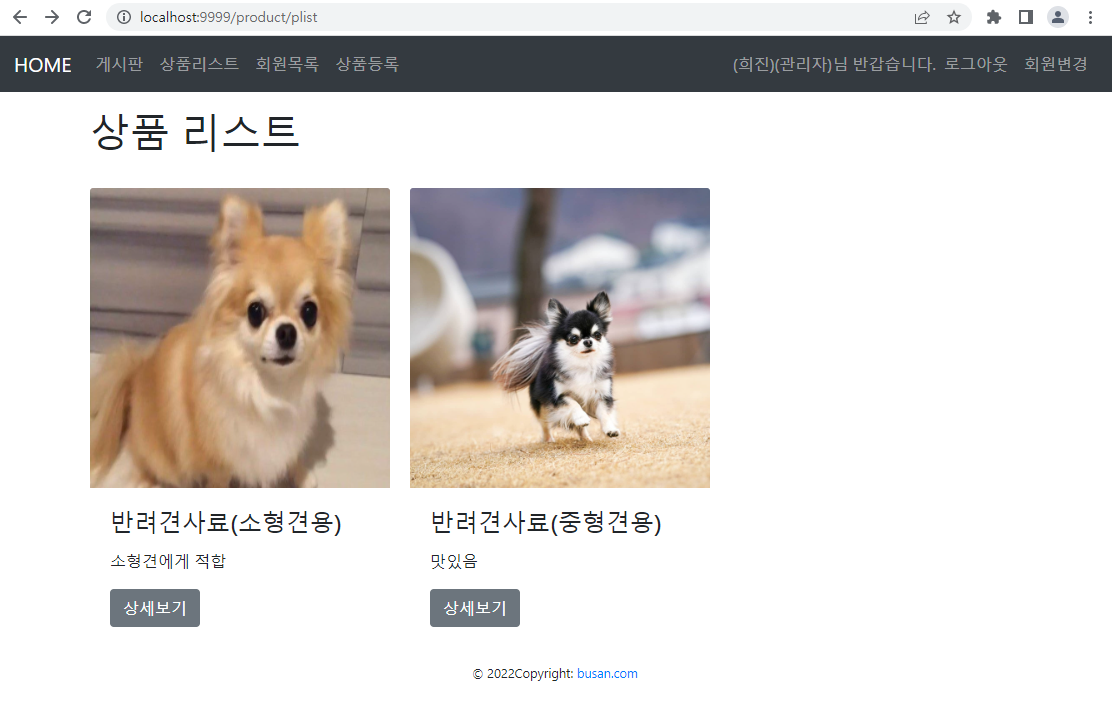 localhost:9999/product/plist
HOME 게시판 상품리스트 회원목록 상품등록 (희진)(관리자)님 반갑습니다. 로그아웃 회원변경
상품 리스트
반려견사료(소형견용) 반려견사료(중형견용)
소형견에게 적합 맛있음
상세보기 상세보기
© 2022Copyright: busan.com